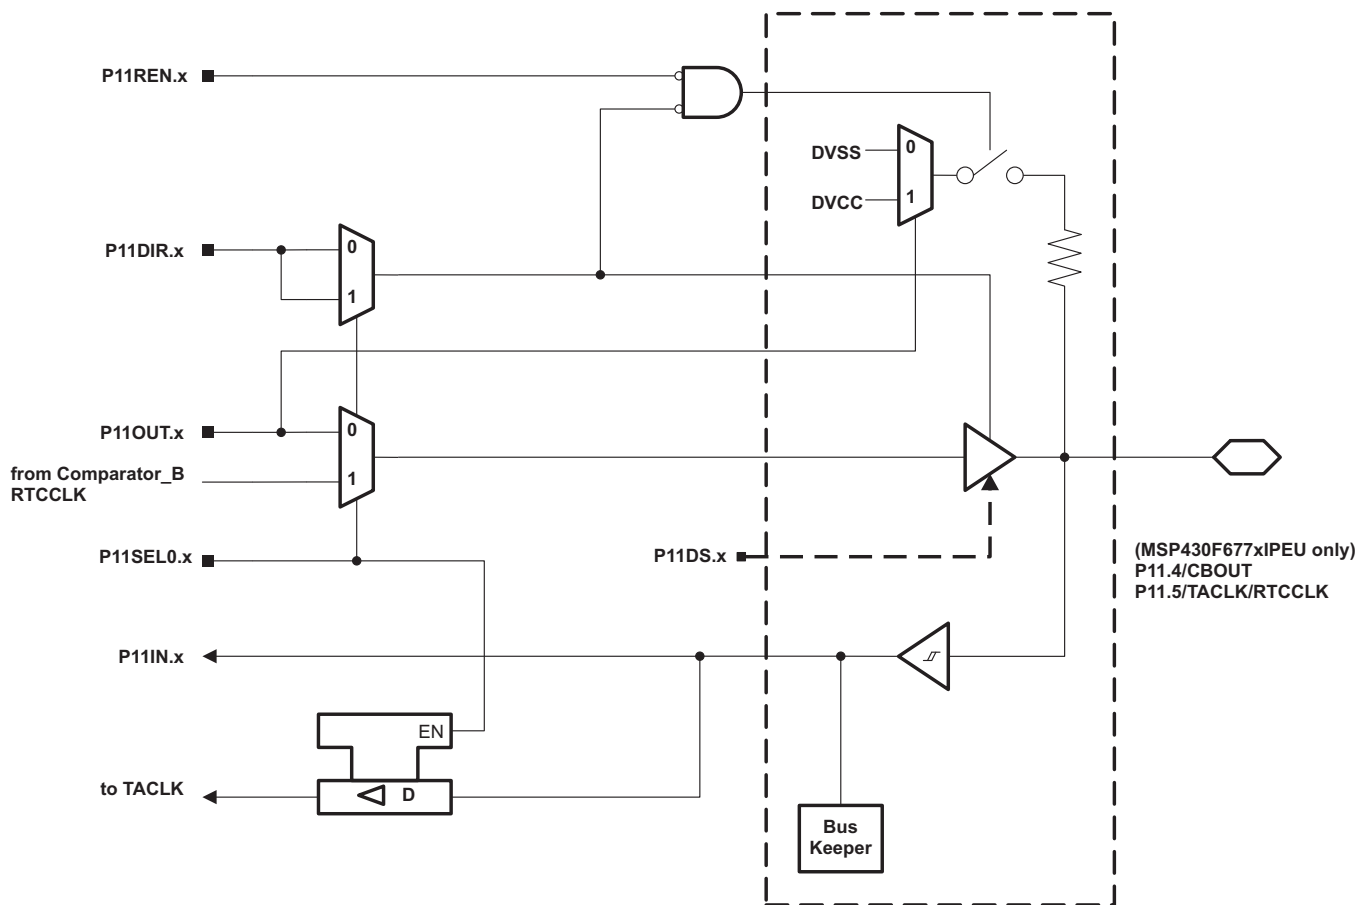 P11REN.x
DVSS
0
DVCC
1
P11DIR.x
0
1
P11OUT.x
0
from Comparator_B
RTCCLK
1
P11SEL0.x
P11DS.x
(MSP430F677xIPEU only)
P11.4/CBOUT
P11.5/TACLK/RTCCLK
P11IN.x
EN
to TACLK
D
Bus
Keeper